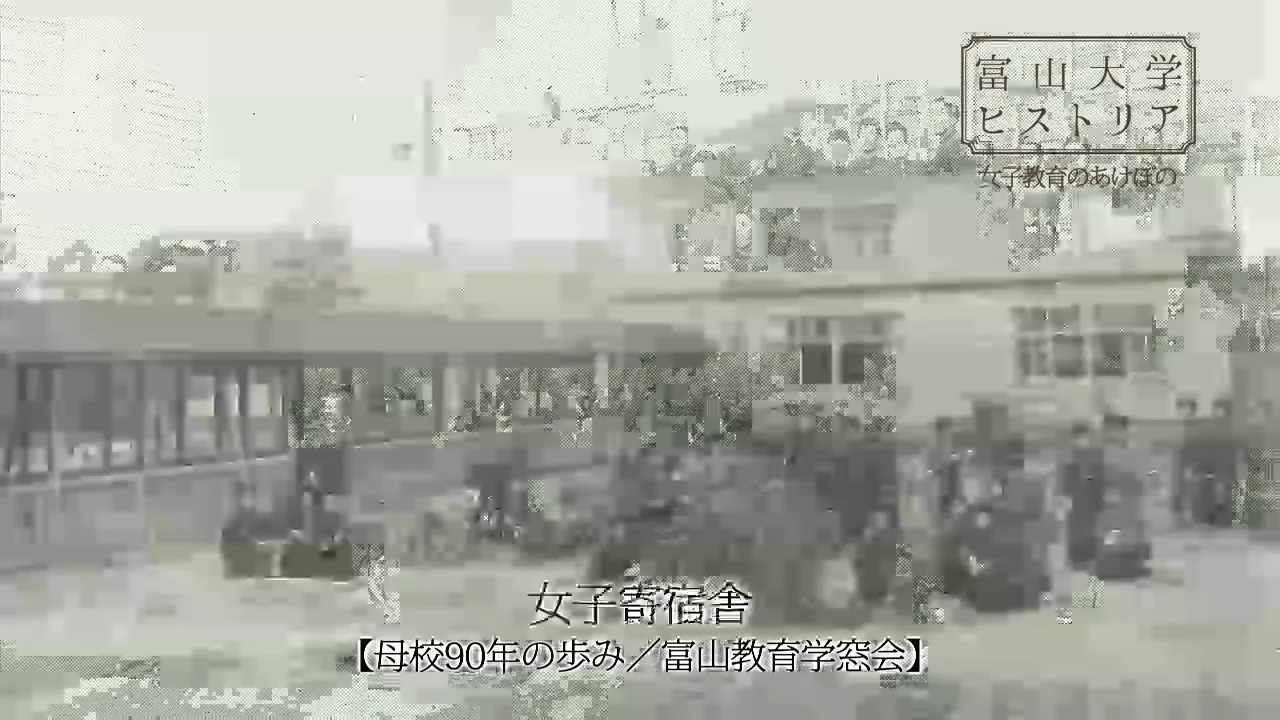 富山大学
ヒストリア
女子教育のあけぼの
女子寄宿舎
【母校90年の歩み／富山教育学窓会】